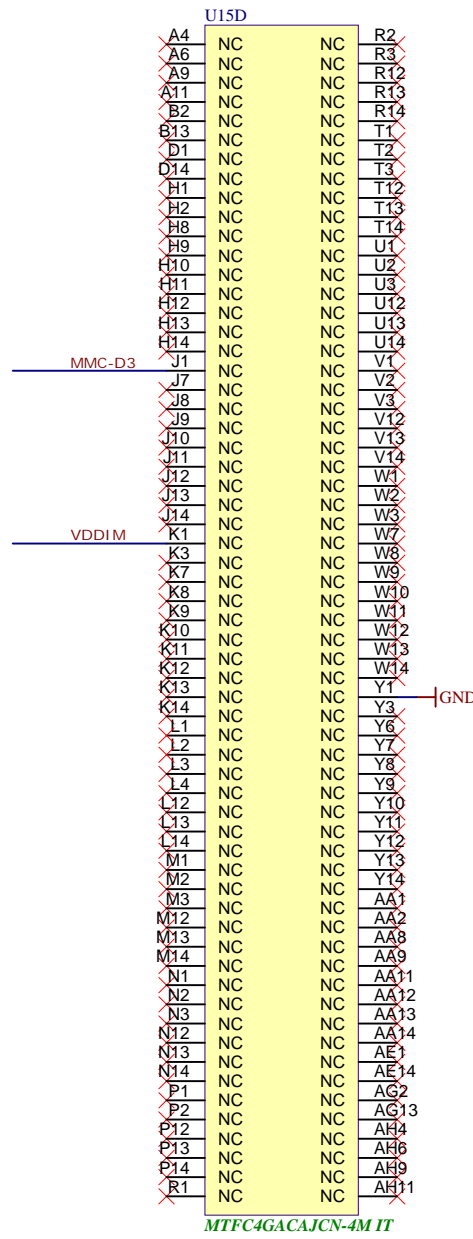 U15D
A4 NC NC R2
A6 NC NC R3
A9 NC NC R12
A11 NC NC R13
B2 NC NC R14
B13 NC NC T1
D1 NC NC T2
D14 NC NC T3
H1 NC NC T12
H2 NC NC T13
H8 NC NC T14
H9 NC NC U1
H10 NC NC U2
H11 NC NC U3
H12 NC NC U12
H13 NC NC U13
H14 NC NC U14
MMC-D3 J1 NC NC V1
J7 NC NC V2
J8 NC NC V3
J9 NC NC V12
J10 NC NC V13
J11 NC NC V14
J12 NC NC W1
J13 NC NC W2
J14 NC NC W3
VDDIM K1 NC NC W7
K3 NC NC W8
K7 NC NC W9
K8 NC NC W10
K9 NC NC W11
K10 NC NC W12
K11 NC NC W13
K12 NC NC W14
K13 NC NC Y1 GND
K14 NC NC Y3
L1 NC NC Y6
L2 NC NC Y7
L3 NC NC Y8
L4 NC NC Y9
L12 NC NC Y10
L13 NC NC Y11
L14 NC NC Y12
M1 NC NC Y13
M2 NC NC Y14
M3 NC NC AA1
M12 NC NC AA2
M13 NC NC AA8
M14 NC NC AA9
N1 NC NC AA11
N2 NC NC AA12
N3 NC NC AA13
N12 NC NC AA14
N13 NC NC AE1
N14 NC NC AE14
P1 NC NC AG2
P2 NC NC AG13
P12 NC NC AH4
P13 NC NC AH6
P14 NC NC AH9
R1 NC NC AH11
MTFC4GACAJCN-4M IT